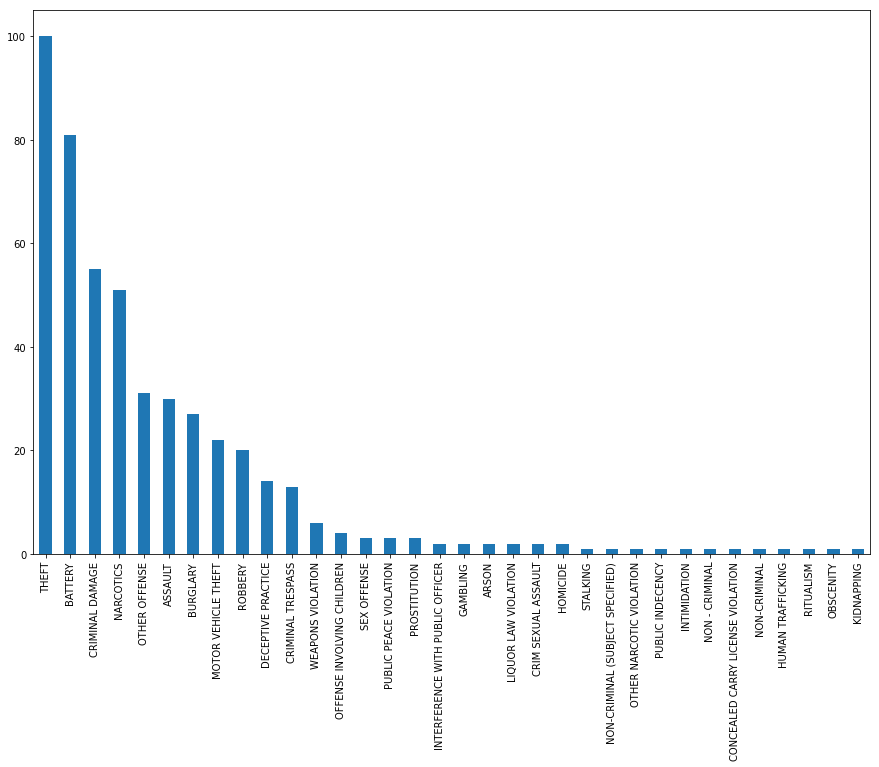 100
80
60
40
20
0
THEFT
BATTERY
CRIMINAL DAMAGE
NARCOTICS
OTHER OFFENSE
ASSAULT
BURGLARY
MOTOR VEHICLE THEFT
ROBBERY
DECEPTIVE PRACTICE
CRIMINAL TRESPASS
WEAPONS VIOLATION
OFFENSE INVOLVING CHILDREN
SEX OFFENSE
PUBLIC PEACE VIOLATION
PROSTITUTION
INTERFERENCE WITH PUBLIC OFFICER
GAMBLING
ARSON
LIQUOR LAW VIOLATION
CRIM SEXUAL ASSAULT
HOMICIDE
STALKING
NON-CRIMINAL (SUBJECT SPECIFIED)
OTHER NARCOTIC VIOLATION
PUBLIC INDECENCY
INTIMIDATION
NON - CRIMINAL
CONCEALED CARRY LICENSE VIOLATION
NON-CRIMINAL
HUMAN TRAFFICKING
RITUALISM
OBSCENITY
KIDNAPPING